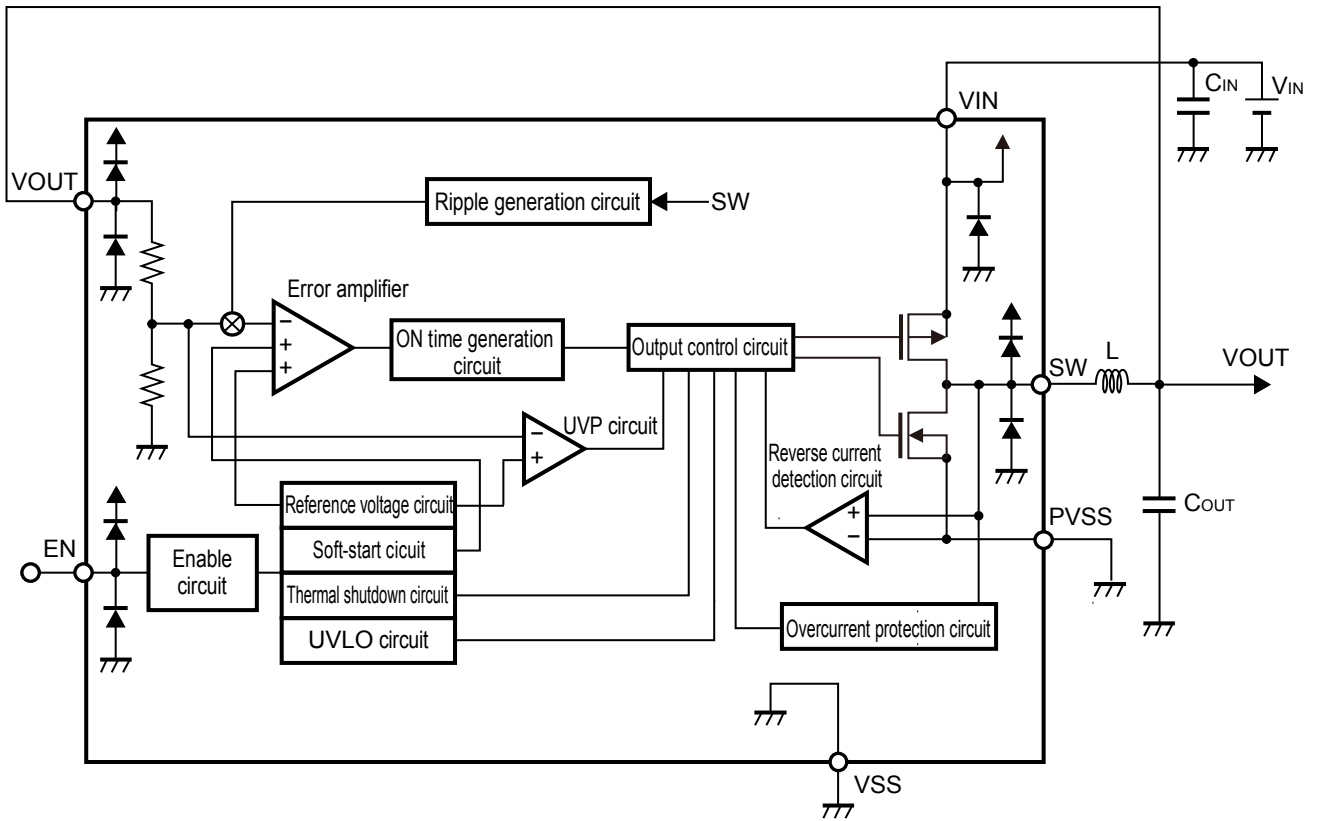 VIN
CIN
VIN
VOUT
Ripple generation circuit
SW
Error amplifier
−
+
+
ON time generation
circuit
Output control circuit
SW
L
VOUT
UVP circuit
−
+
Reverse current
detection circuit
+
−
Reference voltage circuit
Soft-start cicuit
Thermal shutdown circuit
UVLO circuit
EN
Enable
circuit
PVSS
COUT
Overcurrent protection circuit
VSS